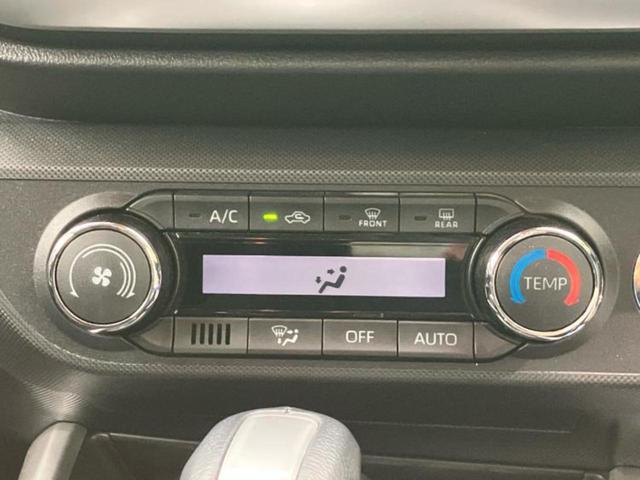 A/C
FRONT
REAR
TEMP
OFF
AUTO